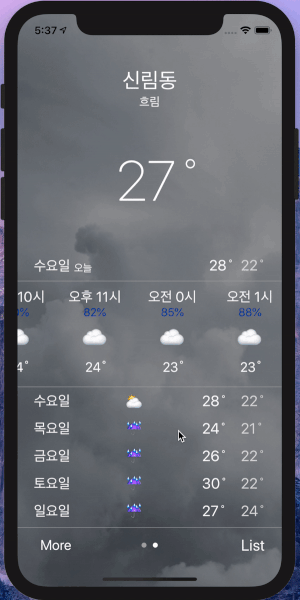 5:37
신림동
흐림
27°
수요일 오늘 28° 22°
10시 오후 11시 오전 0시 오전 1시
82% 85% 88%
24° 23° 23°
수요일 28° 22°
목요일 24° 21°
금요일 26° 22°
토요일 30° 22°
일요일 27° 24°
More List